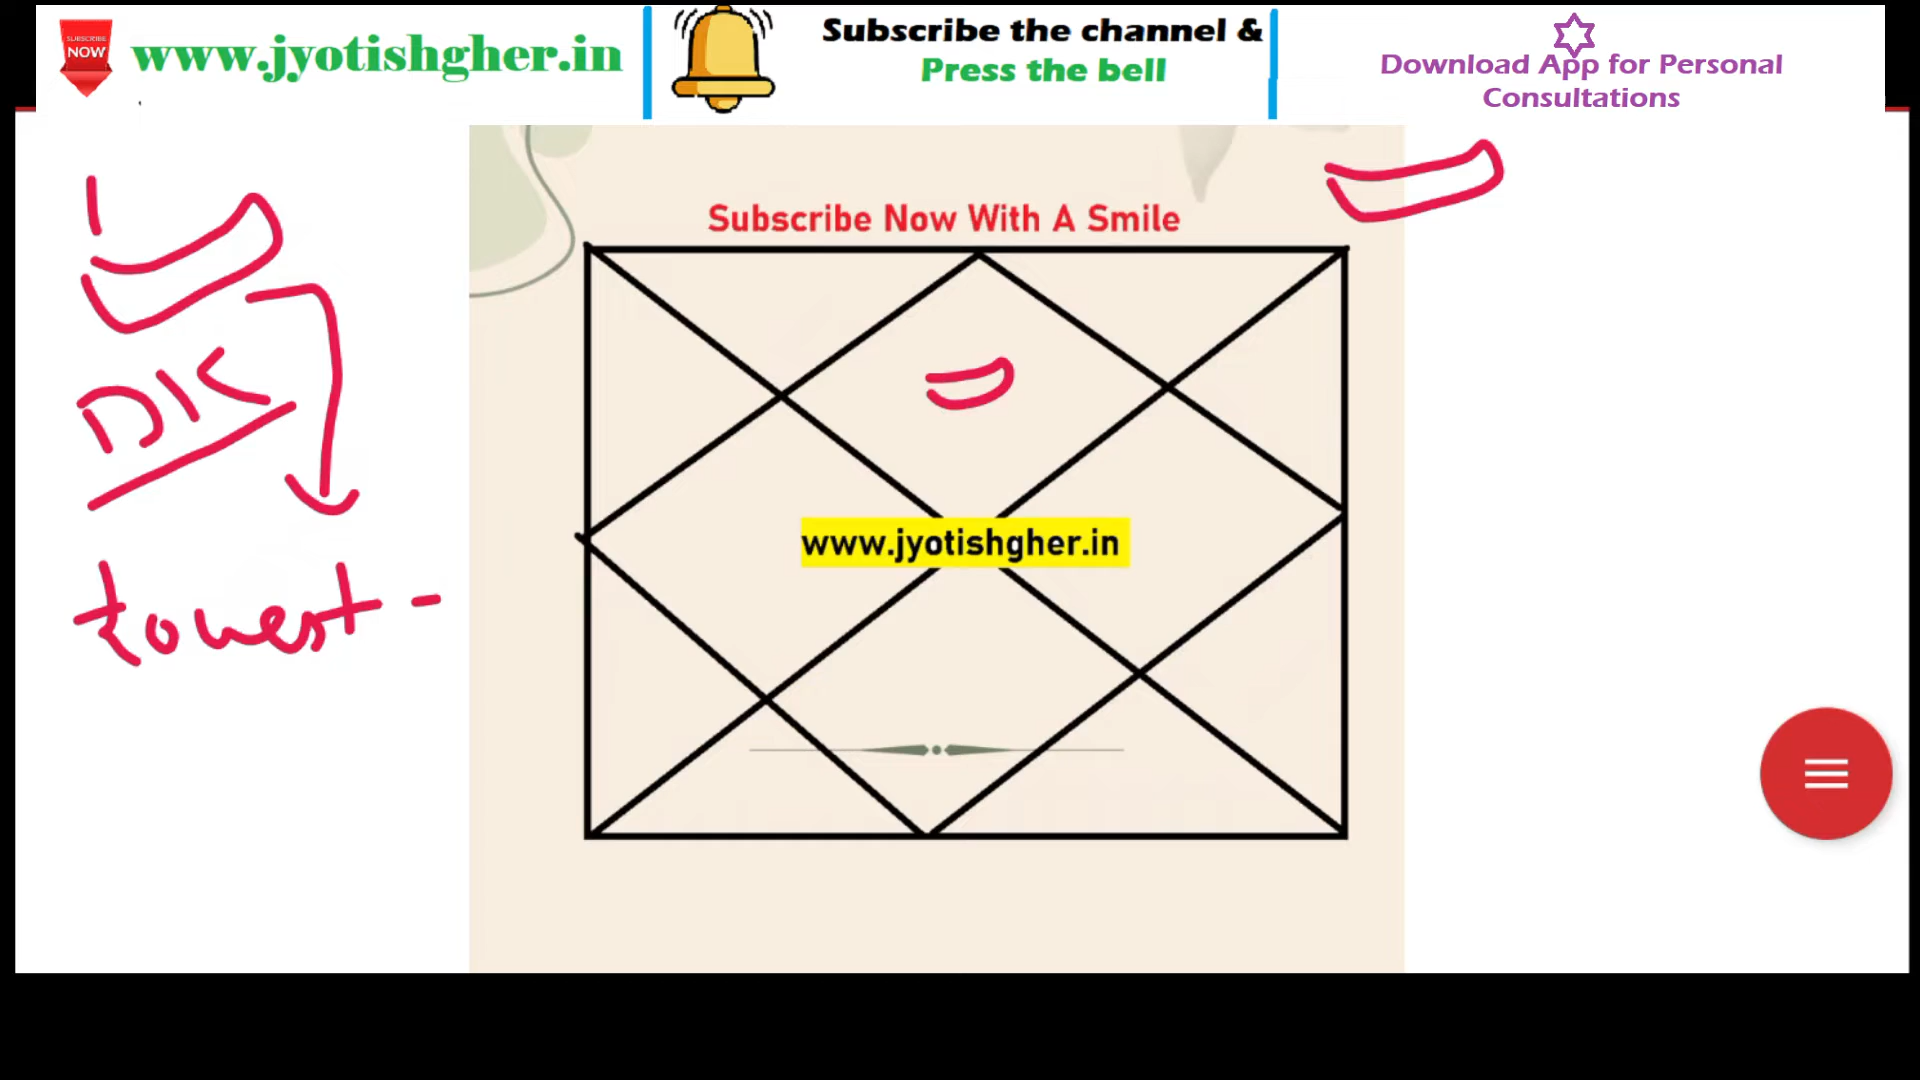 SUBSCRIBE
NOW
www.jyotishgher.in
Subscribe the channel &
Press the bell
Download App for Personal
Consultations
Subscribe Now With A Smile
DK
www.jyotishgher.in